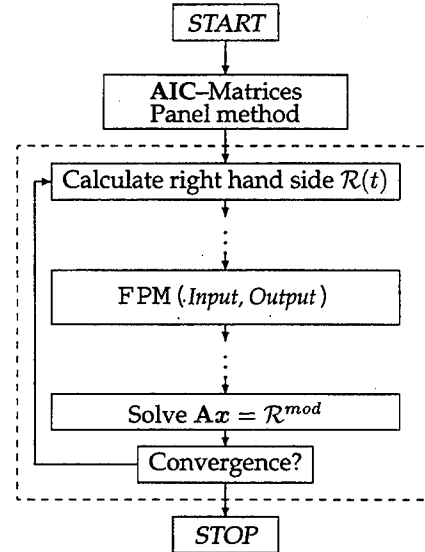 START
AIC–Matrices
Panel method
Calculate right hand side R(t)
FPM (Input, Output)
Solve Ax = R^mod
Convergence?
STOP